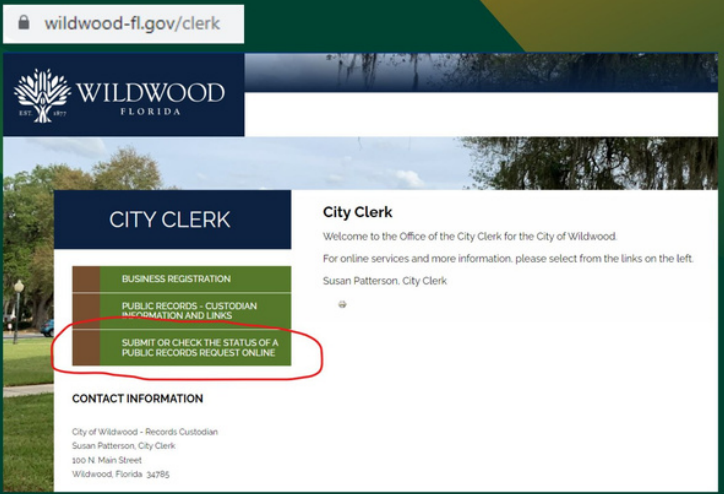 wildwood-fl.gov/clerk
WILDWOOD
FLORIDA
EST. 1877
CITY CLERK
BUSINESS REGISTRATION
PUBLIC RECORDS - CUSTODIAN
INFORMATION AND LINKS
SUBMIT OR CHECK THE STATUS OF A
PUBLIC RECORDS REQUEST ONLINE
CONTACT INFORMATION
City of Wildwood - Records Custodian
Susan Patterson, City Clerk
100 N. Main Street
Wildwood, Florida 34785
City Clerk
Welcome to the Office of the City Clerk for the City of Wildwood.
For online services and more information, please select from the links on the left.
Susan Patterson, City Clerk